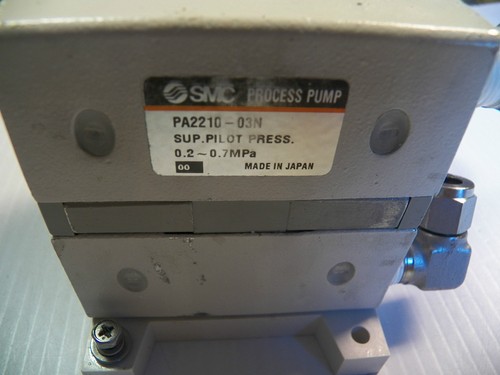 SMC PROCESS PUMP
PA2210-03N
SUP.PILOT PRESS.
0.2~0.7MPa
00 MADE IN JAPAN